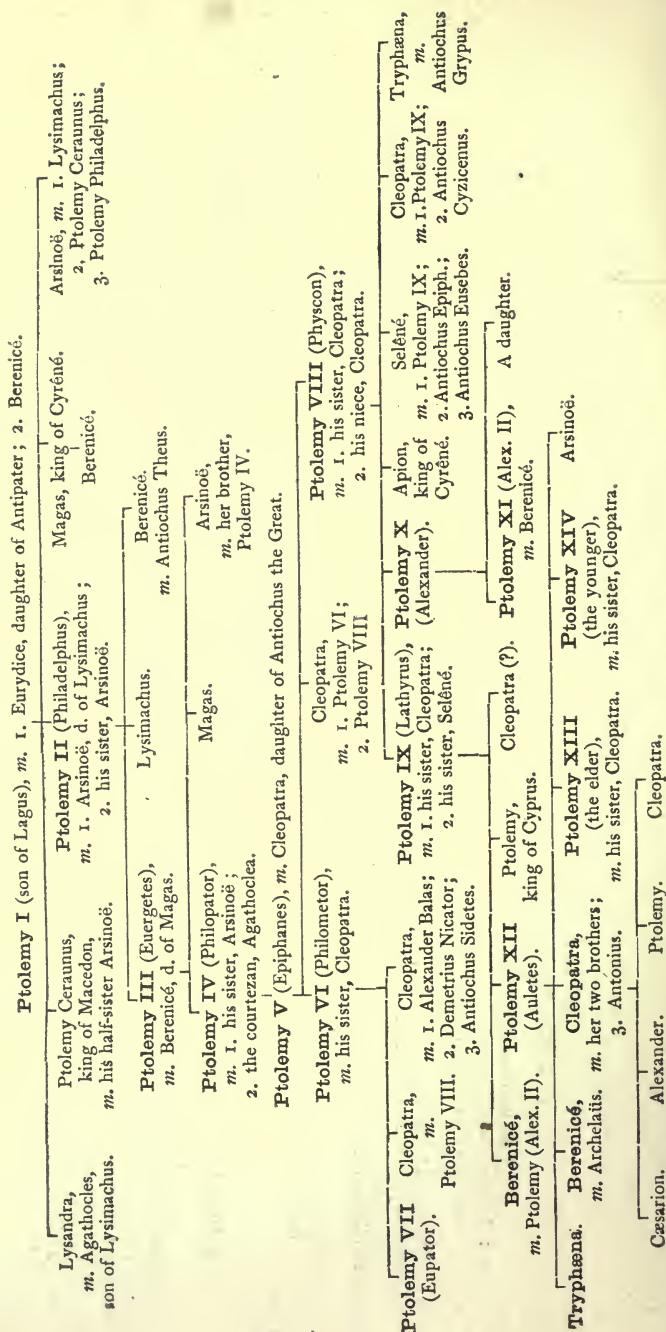 Ptolemy I (son of Lagus), m. 1. Eurydice, daughter of Antipater; 2. Berenicé.
Lysandra,
m. Agathocles,
son of Lysimachus.
Ptolemy Ceraunus,
king of Macedon,
m. his half-sister Arsinoë.
Ptolemy II (Philadelphus),
m. 1. Arsinoë, d. of Lysimachus;
2. his sister, Arsinoë.
Magas, king of Cyrêné.
Berenicé.
Arsinoë, m. 1. Lysimachus;
2, Ptolemy Ceraunus;
3. Ptolemy Philadelphus.
Ptolemy III (Euergetes),
m. Berenicé, d. of Magas.
Lysimachus.
Berenicé.
m. Antiochus Theus.
Ptolemy IV (Philopator),
m. 1. his sister, Arsinoë;
2. the courtezan, Agathoclea.
Magas.
Arsinoë,
m. her brother,
Ptolemy IV.
Ptolemy V (Epiphanes), m. Cleopatra, daughter of Antiochus the Great.
Ptolemy VI (Philometor),
m. his sister, Cleopatra.
Cleopatra,
m. 1. Ptolemy VI;
2. Ptolemy VIII
Ptolemy VIII (Physcon),
m. 1. his sister, Cleopatra;
2. his niece, Cleopatra.
Ptolemy VII
(Eupator).
Cleopatra,
m.
Ptolemy VIII.
Cleopatra,
m. 1. Alexander Balas;
2. Demetrius Nicator;
3. Antiochus Sidetes.
Ptolemy IX (Lathyrus),
m. 1. his sister, Cleopatra;
2. his sister, Selêné.
Ptolemy X
(Alexander).
Apion,
king of
Cyrêné.
Selêné,
m. 1. Ptolemy IX;
2. Antiochus Epiph.;
3. Antiochus Eusebes.
Cleopatra,
m. 1. Ptolemy IX;
2. Antiochus
Cyzicenus.
Tryphæna,
m.
Antiochus
Grypus.
Berenicé,
m. Ptolemy (Alex. II).
Ptolemy XII
(Auletes).
Ptolemy,
king of Cyprus.
Cleopatra (?).
Ptolemy XI (Alex. II),
m. Berenicé.
A daughter.
Tryphæna.
Berenicé,
m. Archelaüs.
Cleopatra,
m. her two brothers;
3. Antonius.
Ptolemy XIII
(the elder),
m. his sister, Cleopatra.
Ptolemy XIV
(the younger),
m. his sister, Cleopatra.
Arsinoë.
Cæsarion.
Alexander.
Ptolemy.
Cleopatra.